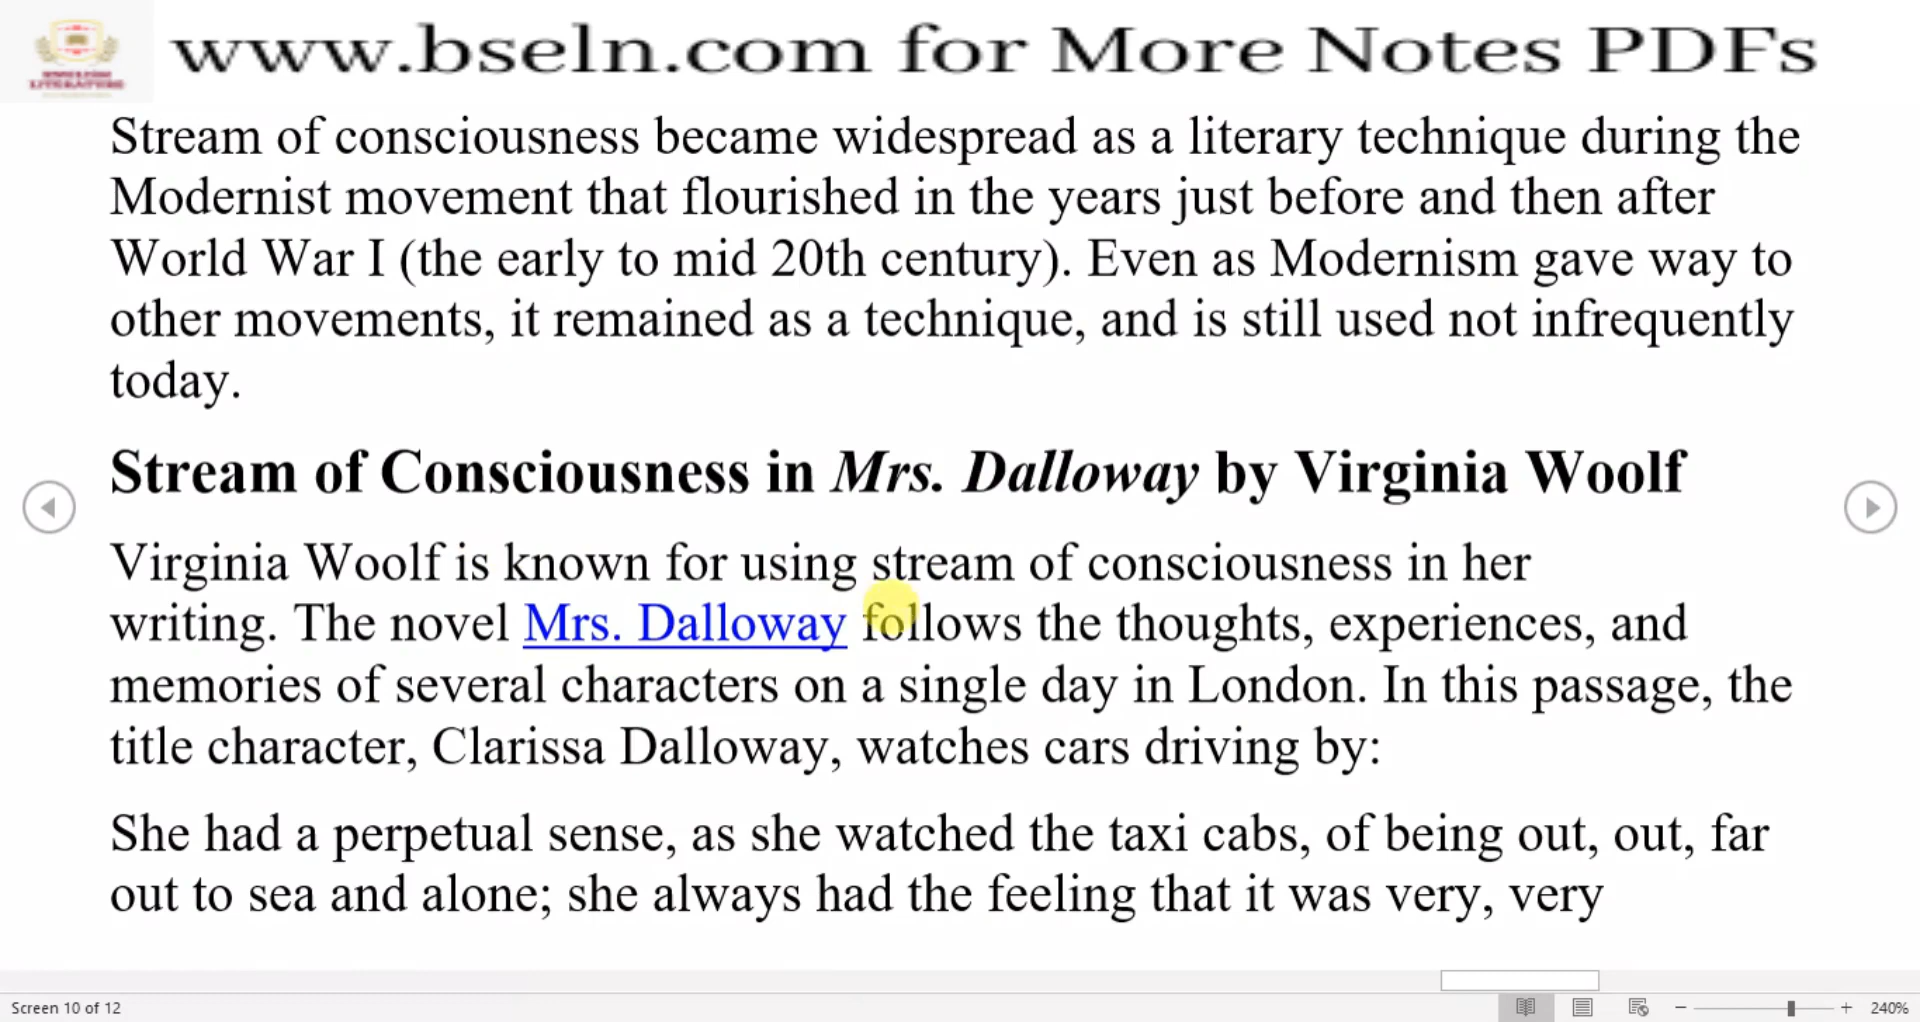 www.bseln.com for More Notes PDFs
Stream of consciousness became widespread as a literary technique during the
Modernist movement that flourished in the years just before and then after
World War I (the early to mid 20th century). Even as Modernism gave way to
other movements, it remained as a technique, and is still used not infrequently
today.
Stream of Consciousness in Mrs. Dalloway by Virginia Woolf
Virginia Woolf is known for using stream of consciousness in her
writing. The novel Mrs. Dalloway follows the thoughts, experiences, and
memories of several characters on a single day in London. In this passage, the
title character, Clarissa Dalloway, watches cars driving by:
She had a perpetual sense, as she watched the taxi cabs, of being out, out, far
out to sea and alone; she always had the feeling that it was very, very
Screen 10 of 12
240%